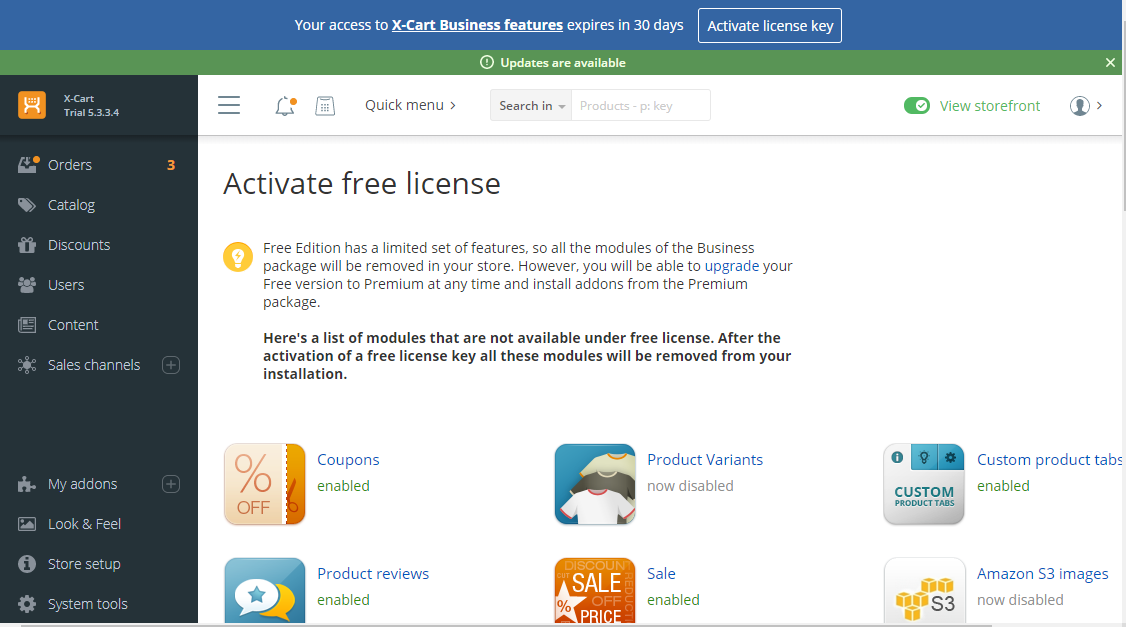 Your access to X-Cart Business features expires in 30 days
Activate license key
Updates are available
X-Cart
Trial 5.3.3.4
Quick menu
Search in
Products - p: key
View storefront
Orders
3
Catalog
Discounts
Users
Content
Sales channels
My addons
Look & Feel
Store setup
System tools
Activate free license
Free Edition has a limited set of features, so all the modules of the Business
package will be removed in your store. However, you will be able to upgrade your
Free version to Premium at any time and install addons from the Premium
package.
Here's a list of modules that are not available under free license. After the
activation of a free license key all these modules will be removed from your
installation.
% OFF
Coupons
enabled
Product Variants
now disabled
CUSTOM
PRODUCT TABS
Custom product tabs
enabled
Product reviews
enabled
DISCOUN
SALE
OFF
% PRICE
Sale
enabled
S3
Amazon S3 images
now disabled